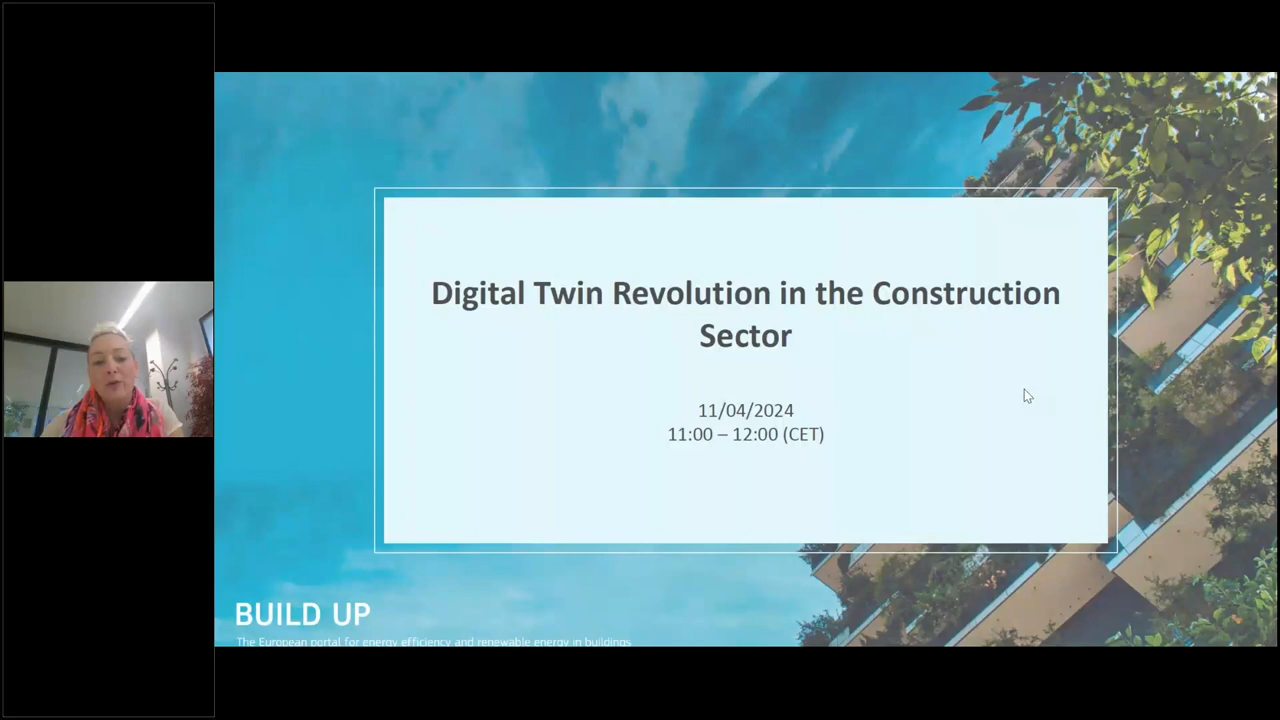 Digital Twin Revolution in the Construction
Sector
11/04/2024
11:00 – 12:00 (CET)
BUILD UP
The European portal for energy efficiency and renewable energy in buildings